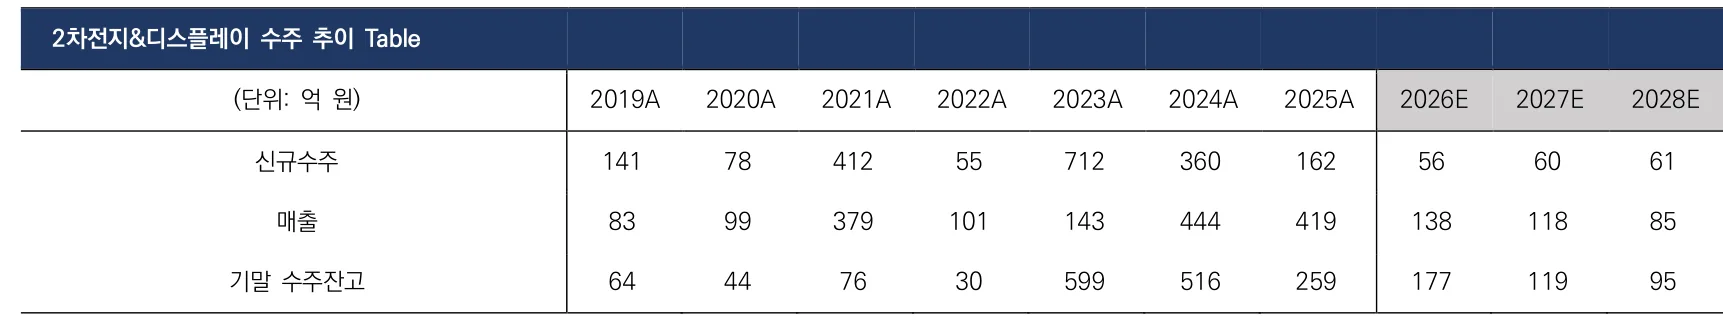 2차전지&디스플레이 수주 추이 Table
(단위: 억 원) 2019A 2020A 2021A 2022A 2023A 2024A 2025A 2026E 2027E 2028E
신규수주 141 78 412 55 712 360 162 56 60 61
매출 83 99 379 101 143 444 419 138 118 85
기말 수주잔고 64 44 76 30 599 516 259 177 119 95